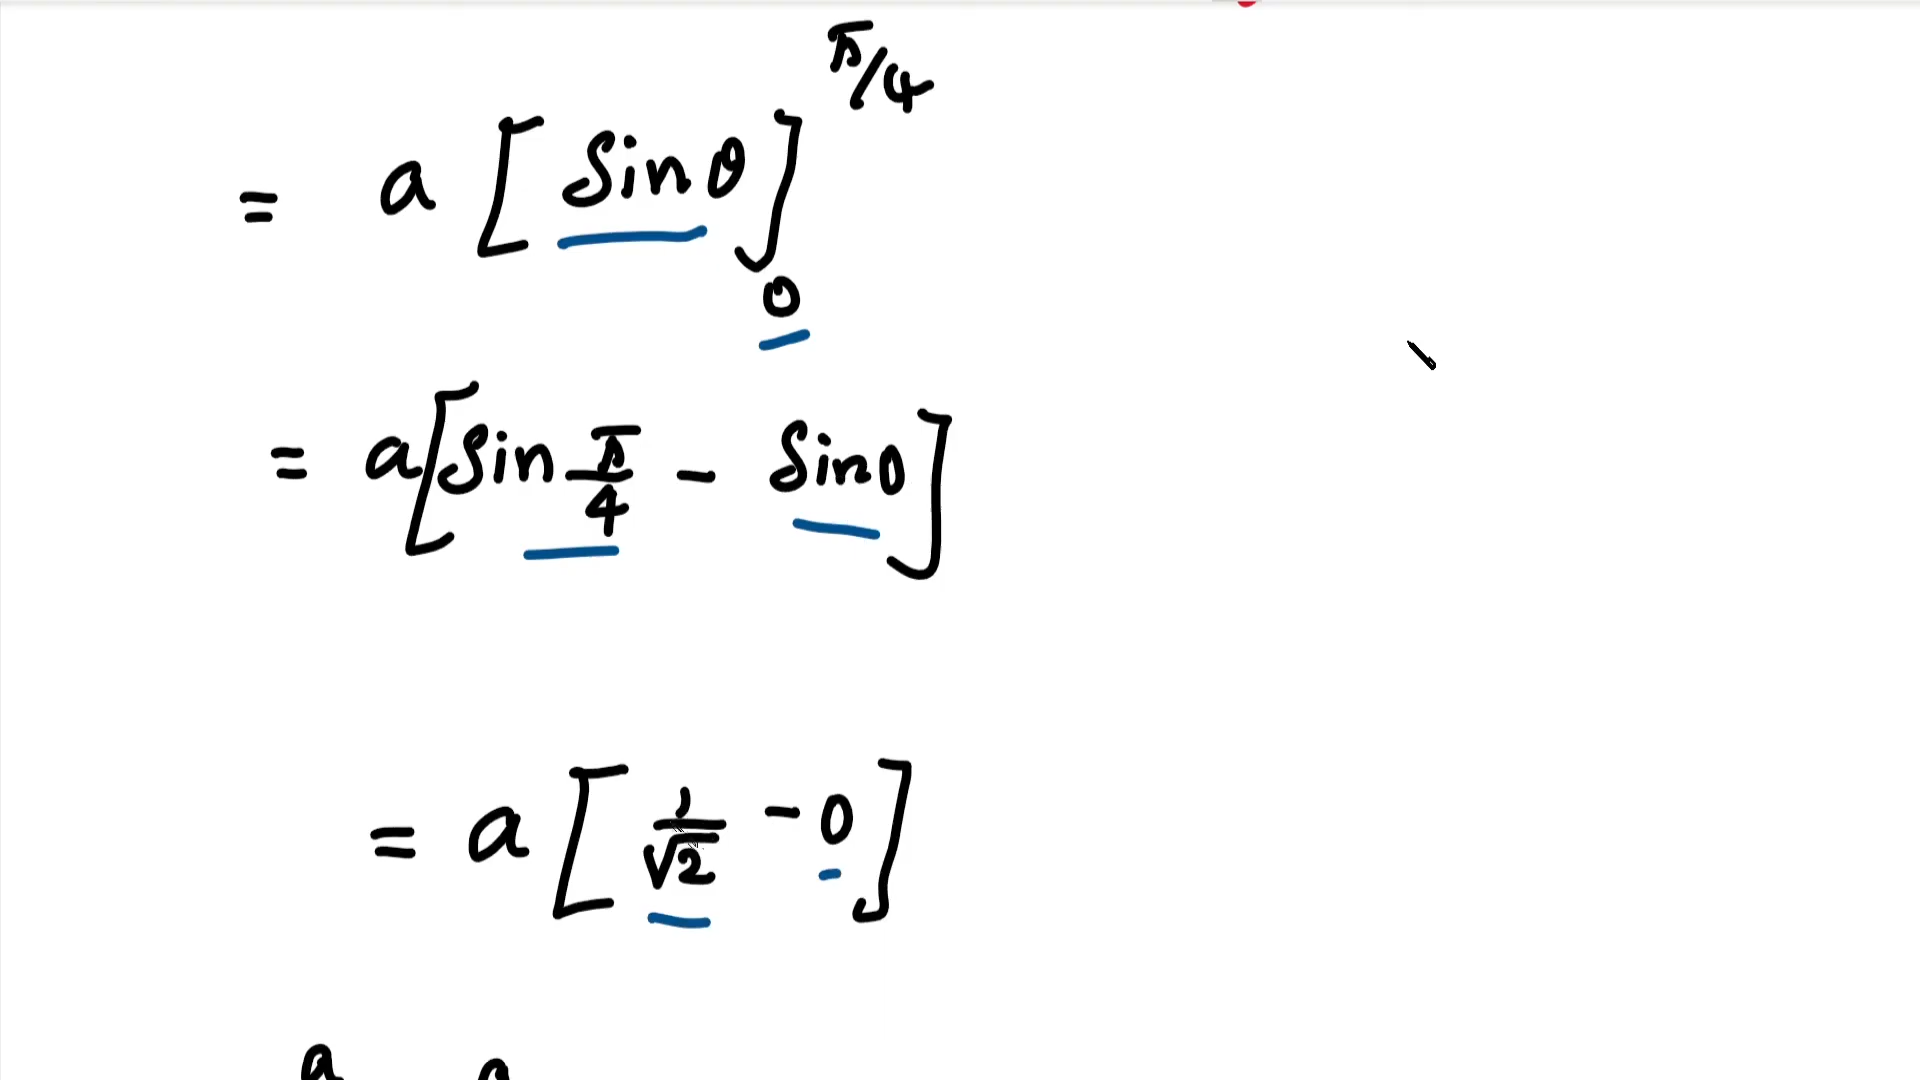 = a [sinθ]₀^π/4
= a[sin π/4 - sin0]
= a [1/√2 - 0]
a a